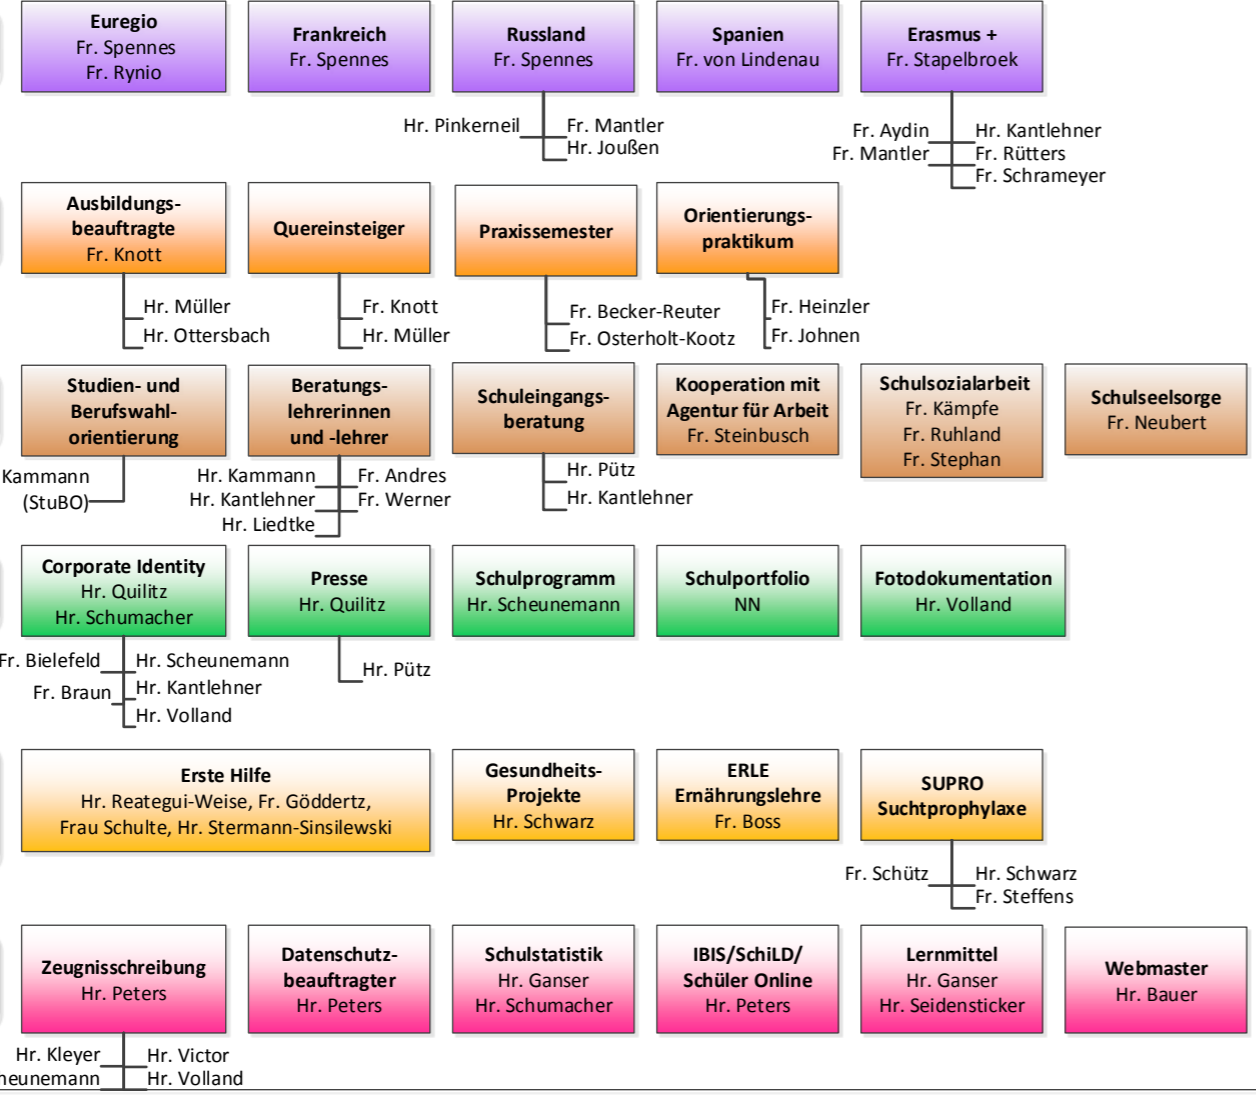 Euregio
Fr. Spennes
Fr. Rynio
Frankreich
Fr. Spennes
Russland
Fr. Spennes
Spanien
Fr. von Lindenau
Erasmus +
Fr. Stapelbroek
Hr. Pinkerneil
Fr. Mantler
Hr. Joußen
Fr. Aydin
Fr. Mantler
Hr. Kantlehner
Fr. Rütters
Fr. Schrameyer
Ausbildungs-
beauftragte
Fr. Knott
Quereinsteiger
Praxissemester
Orientierungs-
praktikum
Hr. Müller
Hr. Ottersbach
Fr. Knott
Hr. Müller
Fr. Becker-Reuter
Fr. Osterholt-Kootz
Fr. Heinzler
Fr. Johnen
Studien- und
Berufswahl-
orientierung
Beratungs-
lehrerinnen
und -lehrer
Schuleingangs-
beratung
Kooperation mit
Agentur für Arbeit
Fr. Steinbusch
Schulsozialarbeit
Fr. Kämpfe
Fr. Ruhland
Fr. Stephan
Schulseelsorge
Fr. Neubert
Kammann
(StuBO)
Hr. Kammann
Hr. Kantlehner
Hr. Liedtke
Fr. Andres
Fr. Werner
Hr. Pütz
Hr. Kantlehner
Corporate Identity
Hr. Quilitz
Hr. Schumacher
Presse
Hr. Quilitz
Schulprogramm
Hr. Scheunemann
Schulportfolio
NN
Fotodokumentation
Hr. Volland
Fr. Bielefeld
Fr. Braun
Hr. Scheunemann
Hr. Kantlehner
Hr. Volland
Hr. Pütz
Erste Hilfe
Hr. Reategui-Weise, Fr. Göddertz,
Frau Schulte, Hr. Stermann-Sinsilewski
Gesundheits-
Projekte
Hr. Schwarz
ERLE
Ernährungslehre
Fr. Boss
SUPRO
Suchtprophylaxe
Fr. Schütz
Hr. Schwarz
Fr. Steffens
Zeugnisschreibung
Hr. Peters
Datenschutz-
beauftragter
Hr. Peters
Schulstatistik
Hr. Ganser
Hr. Schumacher
IBIS/SchiLD/
Schüler Online
Hr. Peters
Lernmittel
Hr. Ganser
Hr. Seidensticker
Webmaster
Hr. Bauer
Hr. Kleyer
Hr. Victor
Hr. Volland